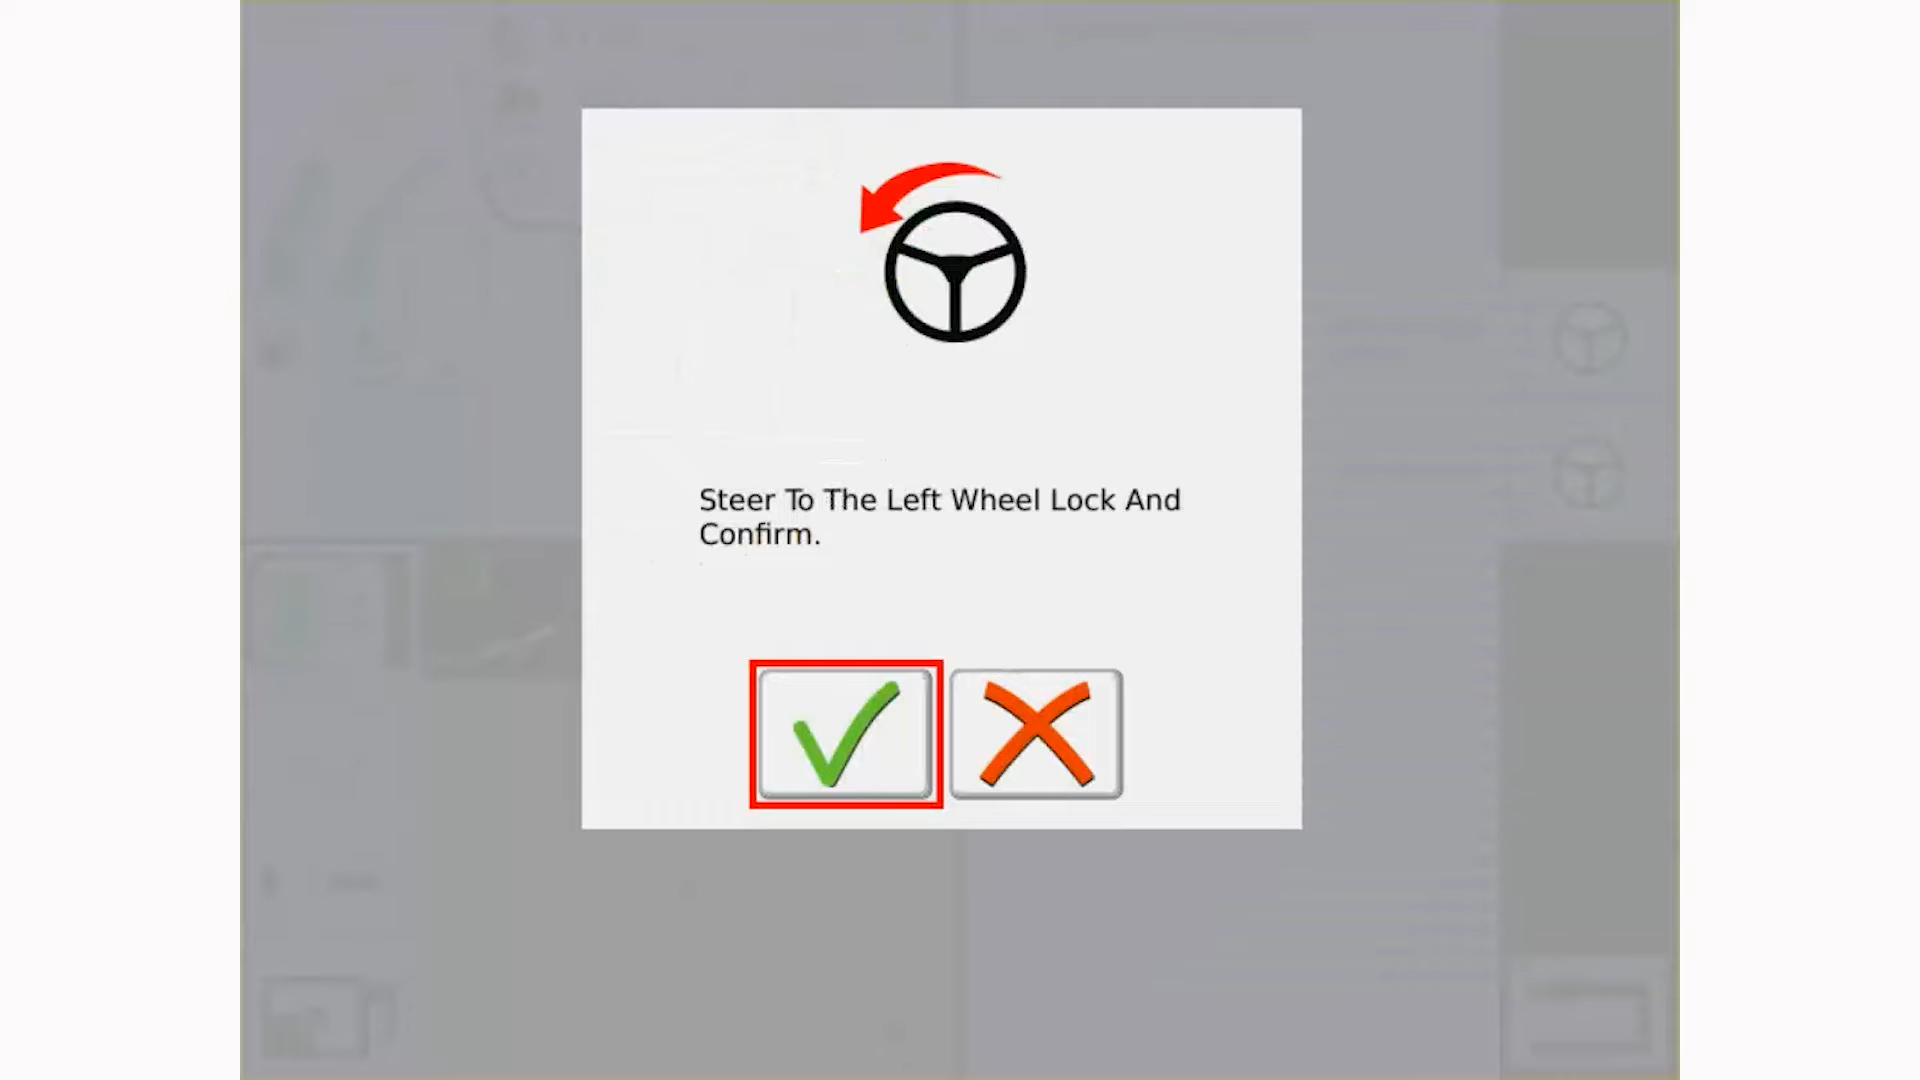 Steer To The Left Wheel Lock And
Confirm.